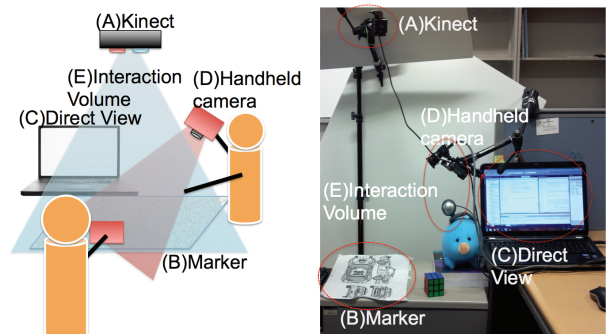 (A)Kinect
(E)Interaction
Volume
(D)Handheld
camera
(C)Direct View
(B)Marker
(A)Kinect
(D)Handheld
camera
(E)Interaction
Volume
(C)Direct
View
(B)Marker